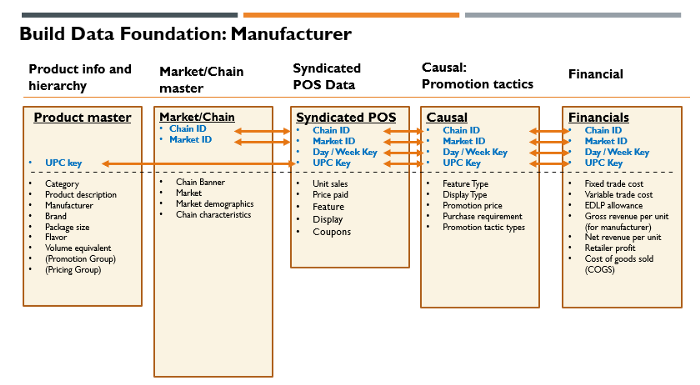 Build Data Foundation: Manufacturer
Product info and
hierarchy
Market/Chain
master
Syndicated
POS Data
Causal:
Promotion tactics
Financial
Product master
• UPC key
• Category
• Product description
• Manufacturer
• Brand
• Package size
• Flavor
• Volume equivalent
• (Promotion Group)
• (Pricing Group)
Market/Chain
• Chain ID
• Market ID
• Chain Banner
• Market
• Market demographics
• Chain characteristics
Syndicated POS
• Chain ID
• Market ID
• Day / Week Key
• UPC Key
• Unit sales
• Price paid
• Feature
• Display
• Coupons
Causal
• Chain ID
• Market ID
• Day / Week Key
• UPC Key
• Feature Type
• Display Type
• Promotion price
• Purchase requirement
• Promotion tactic types
Financials
• Chain ID
• Market ID
• Day / Week Key
• UPC Key
• Fixed trade cost
• Variable trade cost
• EDLP allowance
• Gross revenue per unit
(for manufacturer)
• Net revenue per unit
• Retailer profit
• Cost of goods sold
(COGS)